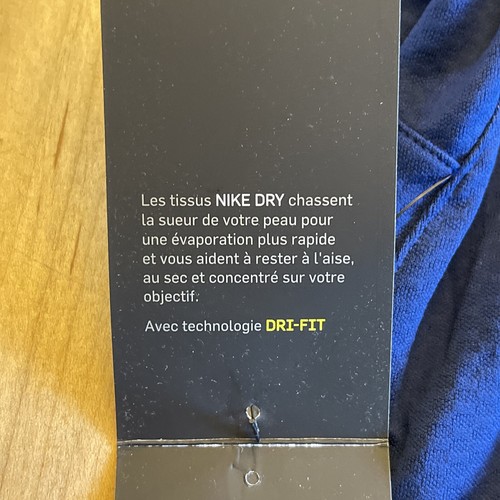 Les tissus NIKE DRY chassent
la sueur de votre peau pour
une évaporation plus rapide
et vous aident à rester à l'aise,
au sec et concentré sur votre
objectif.
Avec technologie DRI-FIT